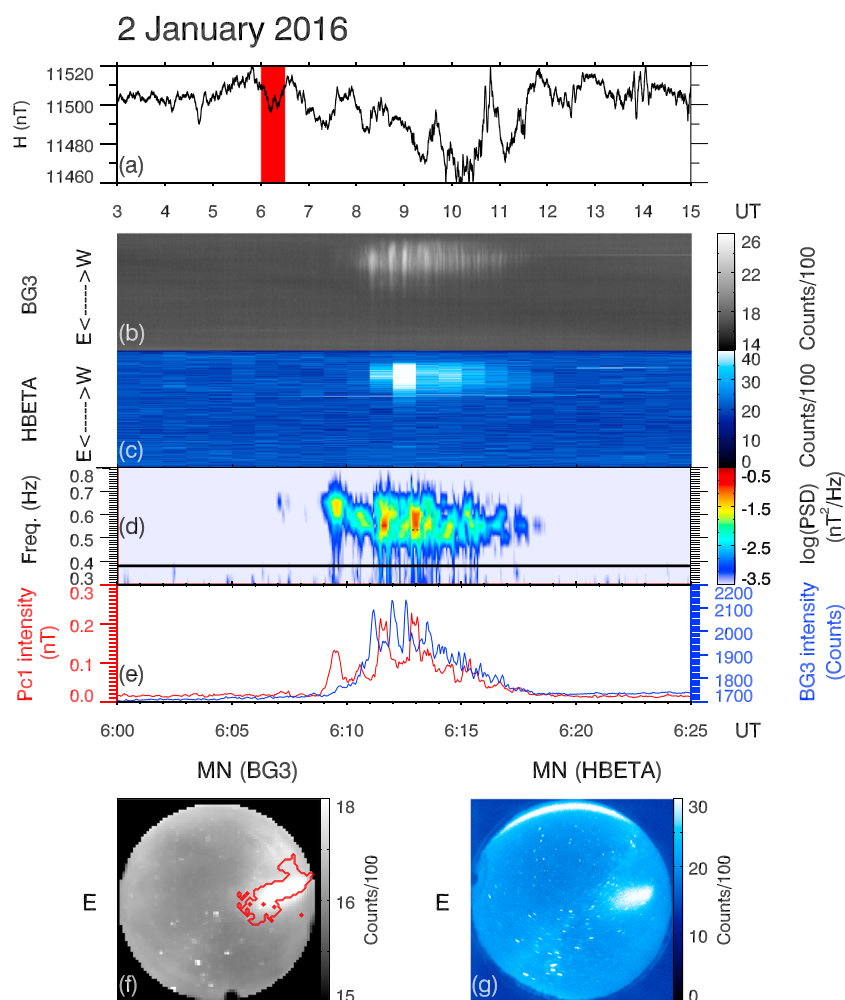 2 January 2016
H (nT)
11520
11500
11480
11460
(a)
3 4 5 6 7 8 9 10 11 12 13 14 15 UT
BG3
E<----->W
(b)
26
22
18
14
Counts/100
HBETA
E<----->W
(c)
40
30
20
10
0
Counts/100
Freq. (Hz)
0.8
0.7
0.6
0.5
0.4
0.3
(d)
-0.5
-1.5
-2.5
-3.5
log(PSD)
(nT²/Hz)
Pc1 intensity
(nT)
0.3
0.2
0.1
0.0
(e)
2200
2100
2000
1900
1800
1700
BG3 intensity
(Counts)
6:00 6:05 6:10 6:15 6:20 6:25 UT
MN (BG3)
E
(f)
18
16
15
Counts/100
MN (HBETA)
E
(g)
30
20
10
0
Counts/100